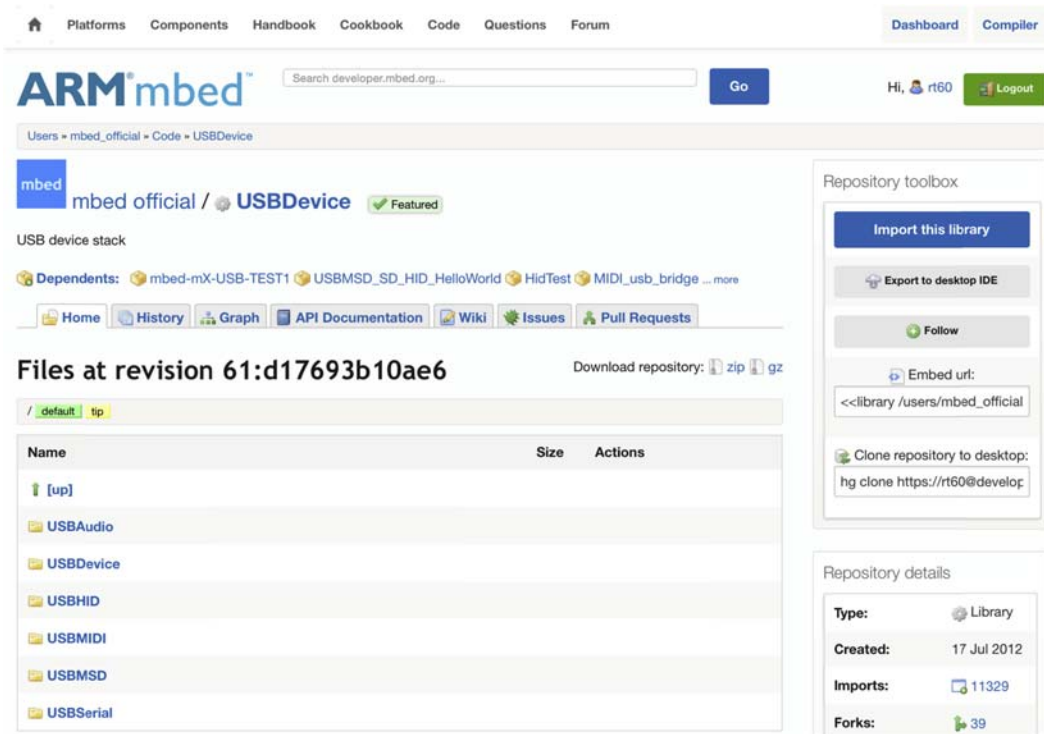 Platforms Components Handbook Cookbook Code Questions Forum Dashboard Compiler
ARM®mbed™ Search developer.mbed.org... Go Hi, rt60 Logout
Users » mbed_official » Code » USBDevice
mbed
mbed official / USBDevice Featured
USB device stack
Dependents: mbed-mX-USB-TEST1 USBMSD_SD_HID_HelloWorld HidTest MIDI_usb_bridge ... more
Home History Graph API Documentation Wiki Issues Pull Requests
Files at revision 61:d17693b10ae6 Download repository: zip gz
/ default tip
Name Size Actions
[up]
USBAudio
USBDevice
USBHID
USBMIDI
USBMSD
USBSerial
Repository toolbox
Import this library
Export to desktop IDE
Follow
Embed url:
<<library /users/mbed_official
Clone repository to desktop:
hg clone https://rt60@develop
Repository details
Type: Library
Created: 17 Jul 2012
Imports: 11329
Forks: 39